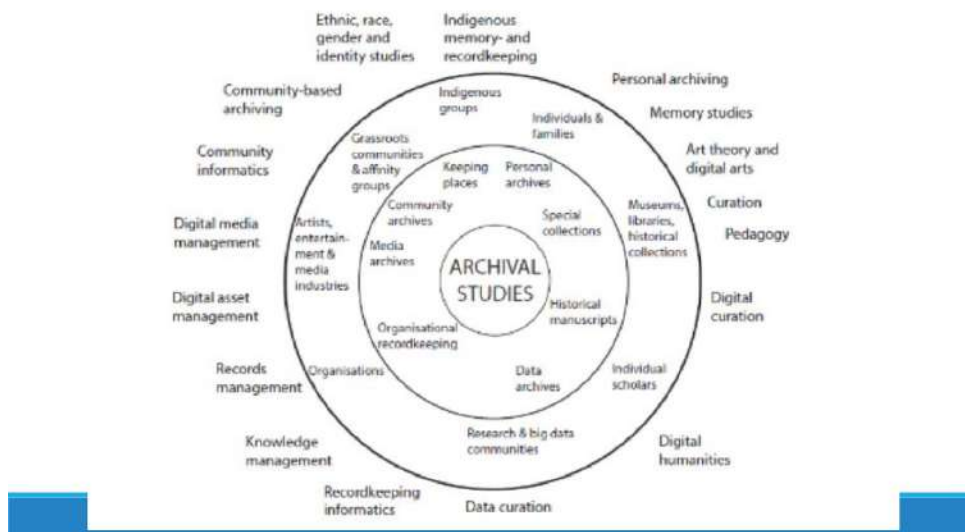 Ethnic, race,
gender and
identity studies
Indigenous
memory- and
recordkeeping
Personal archiving
Memory studies
Art theory and
digital arts
Curation
Pedagogy
Digital
curation
Digital
humanities
Data curation
Recordkeeping
informatics
Knowledge
management
Records
management
Digital asset
management
Digital media
management
Community
informatics
Community-based
archiving
Indigenous
groups
Individuals &
families
Museums,
libraries,
historical
collections
Individual
scholars
Research & big data
communities
Organisations
Artists,
entertain-
ment &
media
industries
Grassroots
communities
& affinity
groups
Keeping
places
Personal
archives
Special
collections
Historical
manuscripts
Data
archives
Organisational
recordkeeping
Media
archives
Community
archives
ARCHIVAL
STUDIES